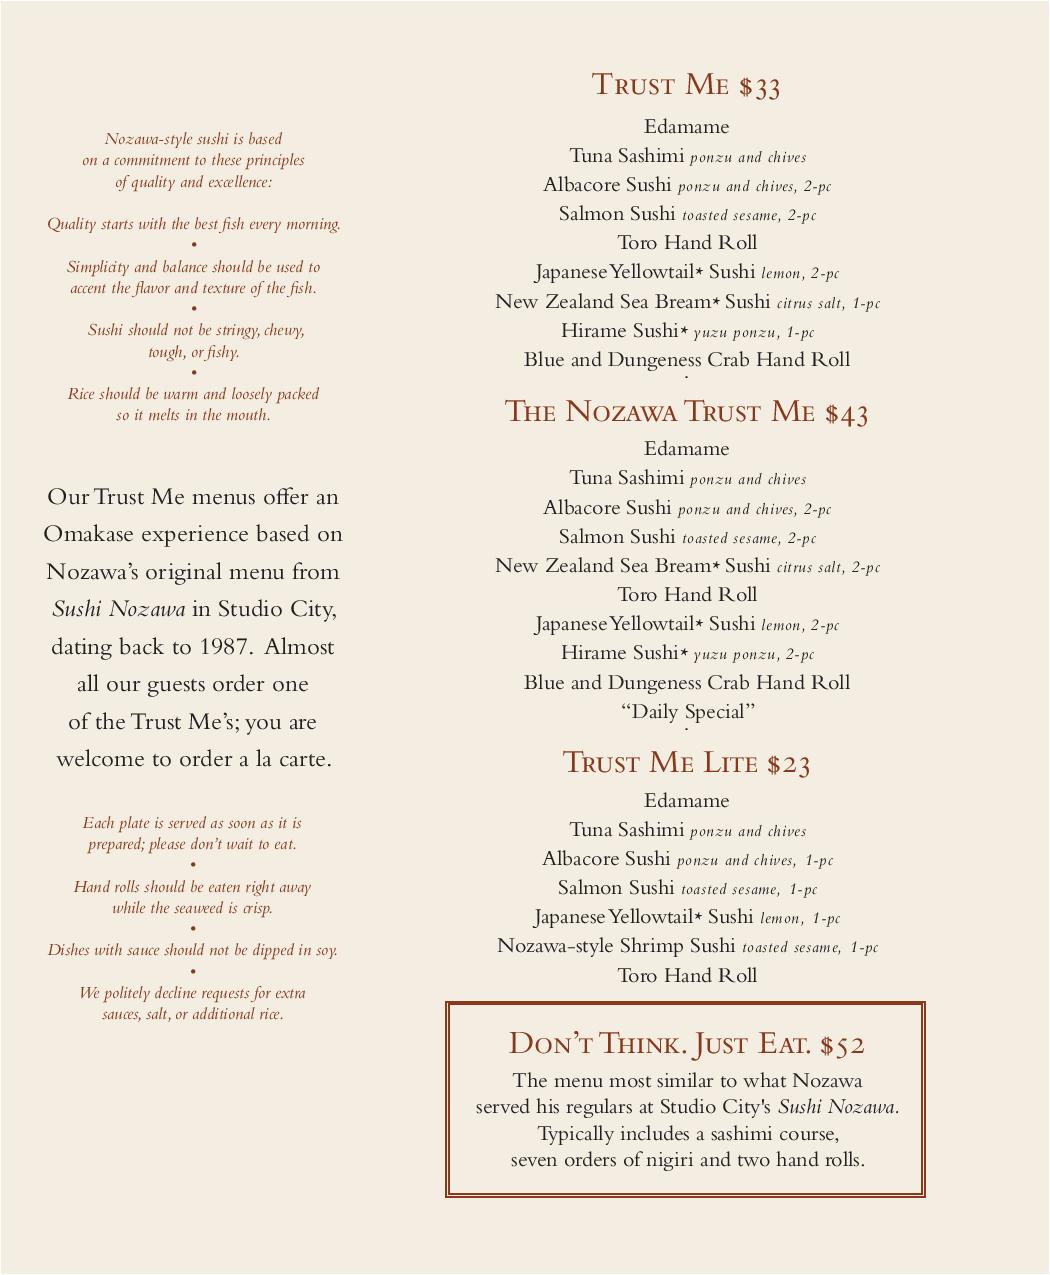 Nozawa-style sushi is based
on a commitment to these principles
of quality and excellence:
Quality starts with the best fish every morning.
•
Simplicity and balance should be used to
accent the flavor and texture of the fish.
•
Sushi should not be stringy, chewy,
tough, or fishy.
•
Rice should be warm and loosely packed
so it melts in the mouth.
Our Trust Me menus offer an
Omakase experience based on
Nozawa’s original menu from
Sushi Nozawa in Studio City,
dating back to 1987. Almost
all our guests order one
of the Trust Me’s; you are
welcome to order a la carte.
Each plate is served as soon as it is
prepared; please don’t wait to eat.
•
Hand rolls should be eaten right away
while the seaweed is crisp.
•
Dishes with sauce should not be dipped in soy.
•
We politely decline requests for extra
sauces, salt, or additional rice.
Trust Me $33
Edamame
Tuna Sashimi ponzu and chives
Albacore Sushi ponzu and chives, 2-pc
Salmon Sushi toasted sesame, 2-pc
Toro Hand Roll
Japanese Yellowtail* Sushi lemon, 2-pc
New Zealand Sea Bream* Sushi citrus salt, 1-pc
Hirame Sushi* yuzu ponzu, 1-pc
Blue and Dungeness Crab Hand Roll
.
The Nozawa Trust Me $43
Edamame
Tuna Sashimi ponzu and chives
Albacore Sushi ponzu and chives, 2-pc
Salmon Sushi toasted sesame, 2-pc
New Zealand Sea Bream* Sushi citrus salt, 2-pc
Toro Hand Roll
Japanese Yellowtail* Sushi lemon, 2-pc
Hirame Sushi* yuzu ponzu, 2-pc
Blue and Dungeness Crab Hand Roll
“Daily Special”
.
Trust Me Lite $23
Edamame
Tuna Sashimi ponzu and chives
Albacore Sushi ponzu and chives, 1-pc
Salmon Sushi toasted sesame, 1-pc
Japanese Yellowtail* Sushi lemon, 1-pc
Nozawa-style Shrimp Sushi toasted sesame, 1-pc
Toro Hand Roll
Don’t Think. Just Eat. $52
The menu most similar to what Nozawa
served his regulars at Studio City's Sushi Nozawa.
Typically includes a sashimi course,
seven orders of nigiri and two hand rolls.